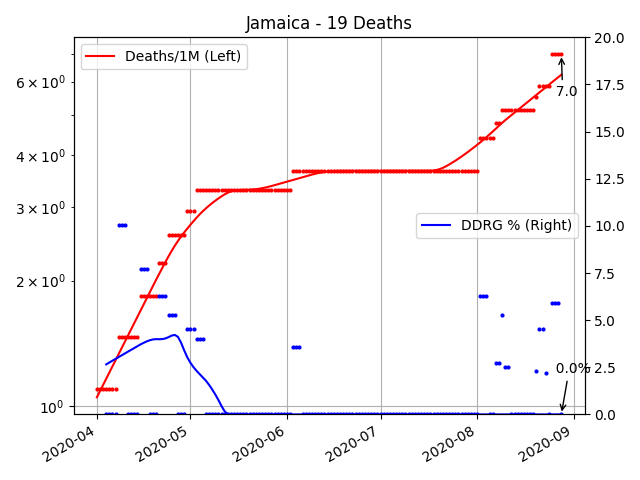 Jamaica - 19 Deaths
Deaths/1M (Left)
DDRG % (Right)
7.0
0.0%
6 × 10⁰
4 × 10⁰
3 × 10⁰
2 × 10⁰
10⁰
20.0
17.5
15.0
12.5
10.0
7.5
5.0
2.5
0.0
2020-04
2020-05
2020-06
2020-07
2020-08
2020-09